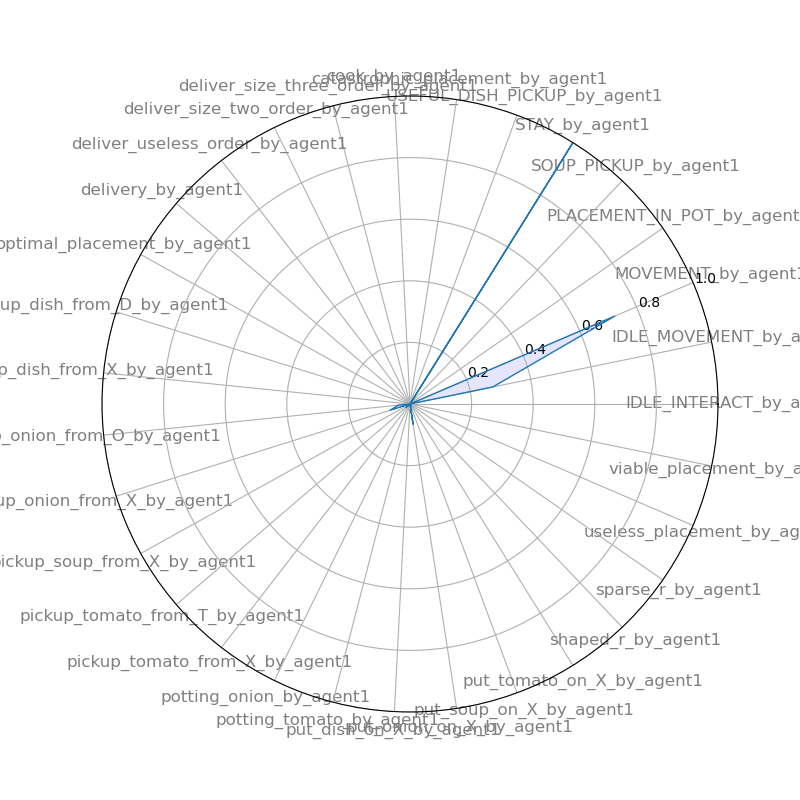 cook_by_agent1
catastrophic_placement_by_agent1
deliver_size_three_order_by_agent1
USEFUL_DISH_PICKUP_by_agent1
deliver_size_two_order_by_agent1
STAY_by_agent1
deliver_useless_order_by_agent1
SOUP_PICKUP_by_agent1
delivery_by_agent1
PLACEMENT_IN_POT_by_agent
optimal_placement_by_agent1
MOVEMENT_by_agent1
1.0
0.8
up_dish_from_D_by_agent1
0.6
IDLE_MOVEMENT_by_a
0.4
p_dish_from_X_by_agent1
0.2
IDLE_INTERACT_by_a
o_onion_from_O_by_agent1
viable_placement_by_a
up_onion_from_X_by_agent1
useless_placement_by_ag
pickup_soup_from_X_by_agent1
sparse_r_by_agent1
pickup_tomato_from_T_by_agent1
shaped_r_by_agent1
pickup_tomato_from_X_by_agent1
put_tomato_on_X_by_agent1
potting_onion_by_agent1
put_soup_on_X_by_agent1
potting_tomato_by_agent1
put_onion_on_X_by_agent1
put_dish_on_X_by_agent1